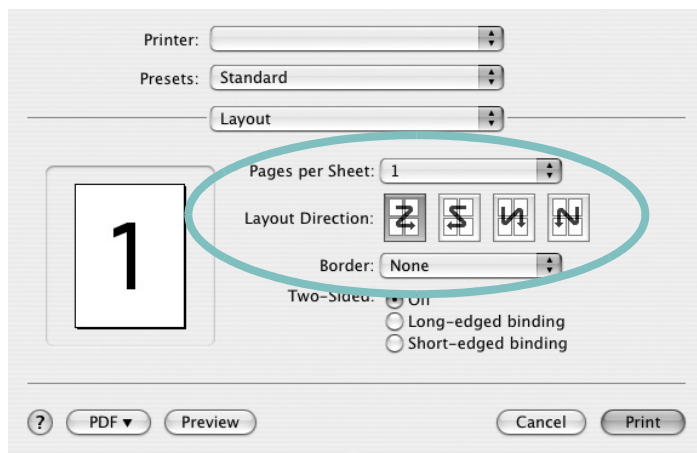 Printer:
Presets: Standard
Layout
Pages per Sheet: 1
Layout Direction:
1
Border: None
Two-Sided: Off
Long-edged binding
Short-edged binding
? PDF▼ Preview Cancel Print